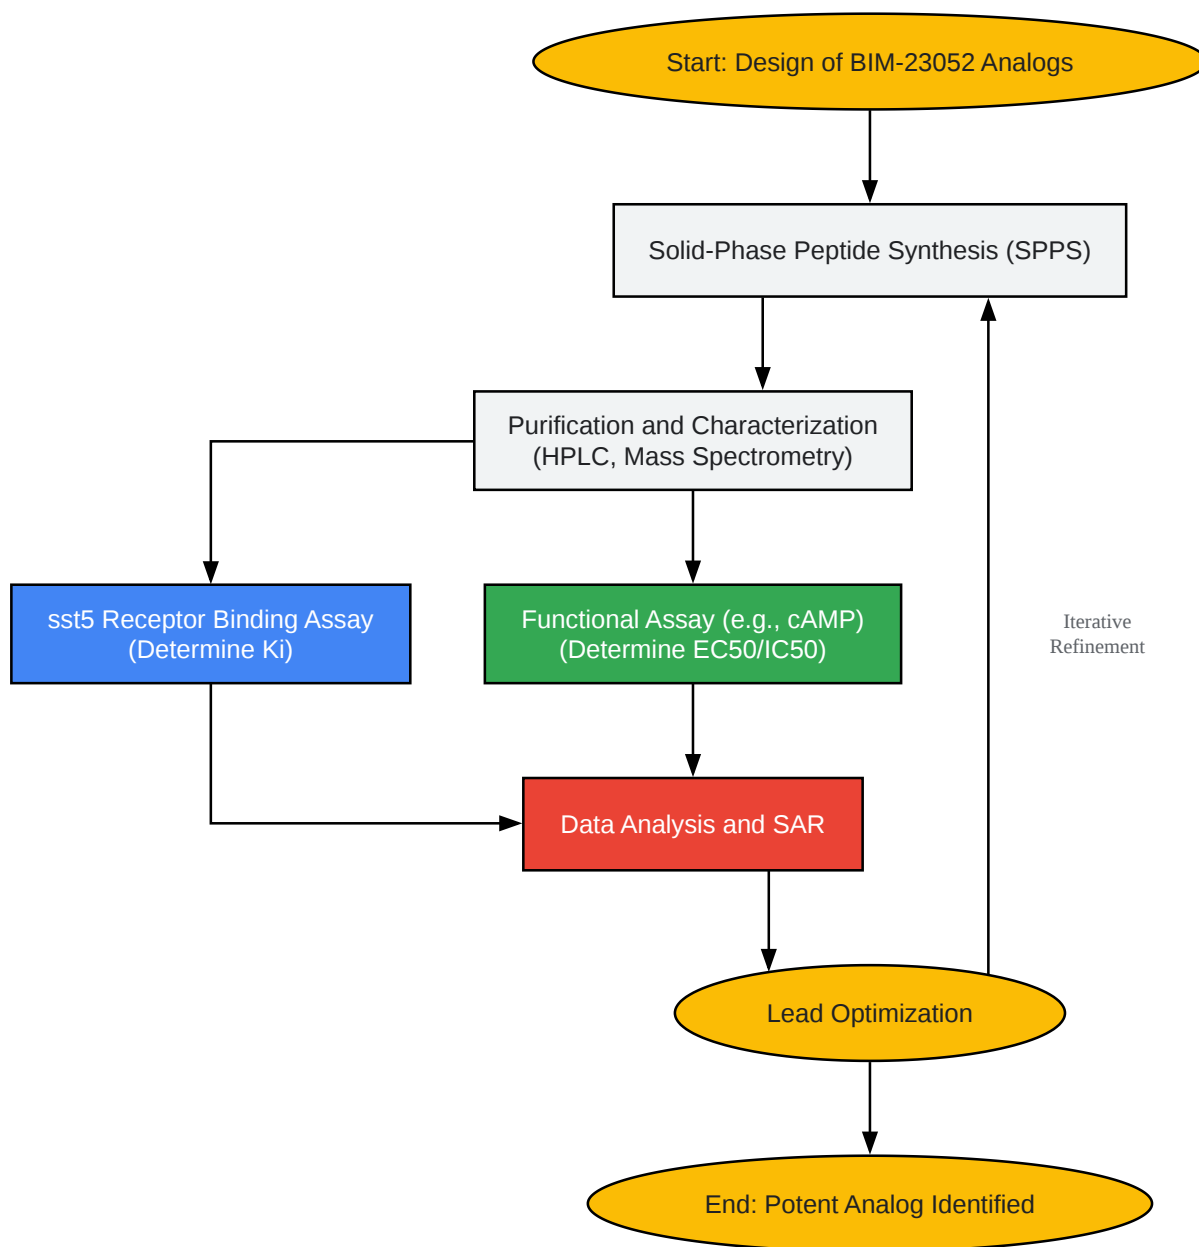 Start: Design of BIM-23052 Analogs
Solid-Phase Peptide Synthesis (SPPS)
Purification and Characterization
(HPLC, Mass Spectrometry)
sst5 Receptor Binding Assay
(Determine Ki)
Functional Assay (e.g., cAMP)
(Determine EC50/IC50)
Iterative
Refinement
Data Analysis and SAR
Lead Optimization
End: Potent Analog Identified